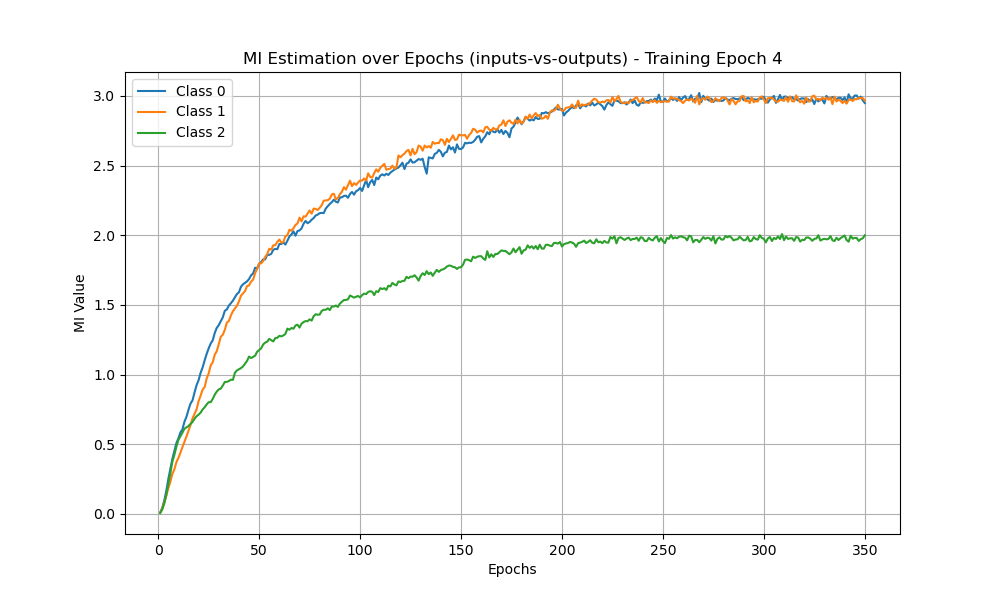 MI Estimation over Epochs (inputs-vs-outputs) - Training Epoch 4
Class 0
Class 1
Class 2
3.0
2.5
2.0
1.5
1.0
0.5
0.0
MI Value
0 50 100 150 200 250 300 350
Epochs